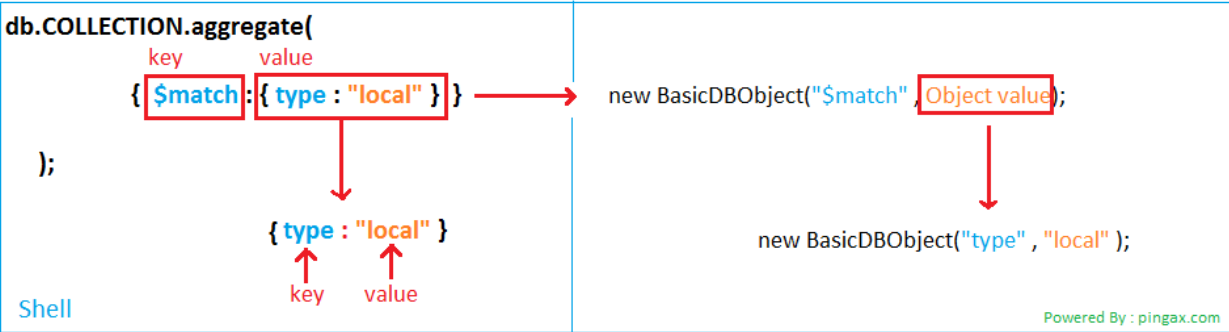 db.COLLECTION.aggregate(
key value
{ $match : { type : "local" } }
);
{ type : "local" }
key value
Shell
new BasicDBObject("$match" , Object value);
new BasicDBObject("type" , "local" );
Powered By : pingax.com